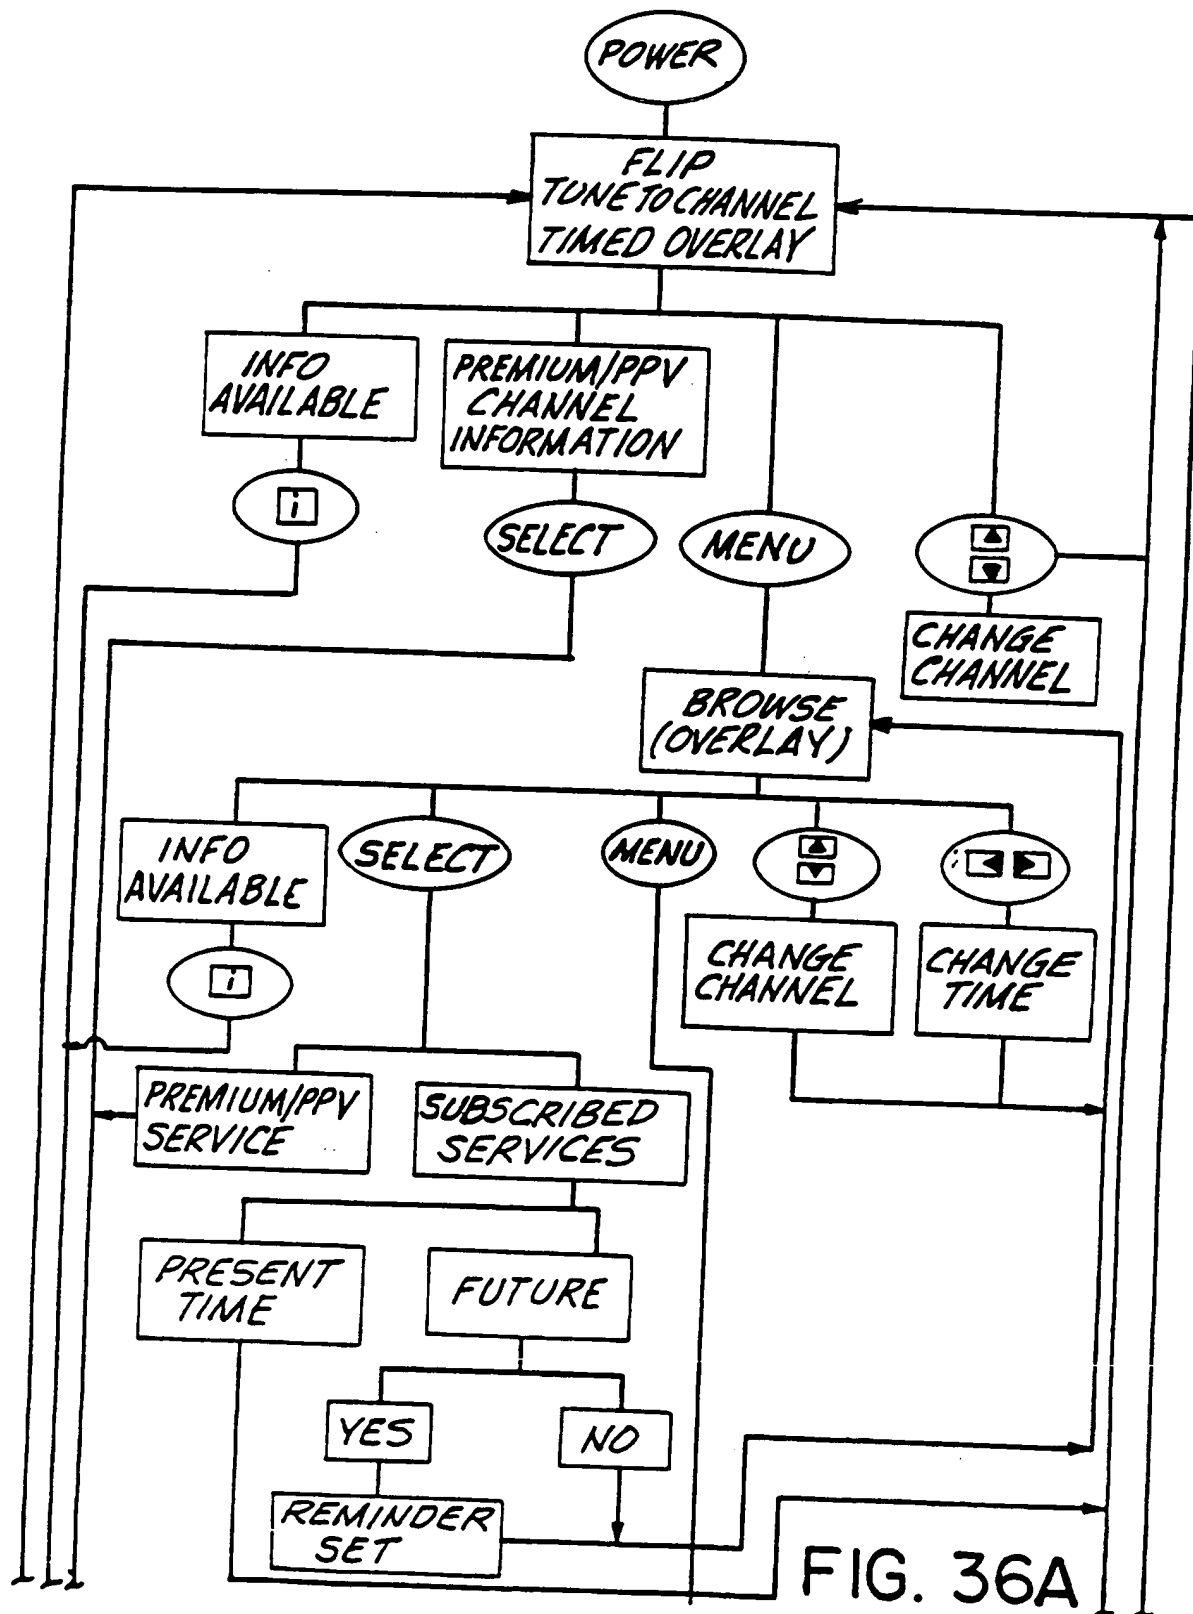 POWER
FLIP
TUNE TO CHANNEL
TIMED OVERLAY
INFO
AVAILABLE
PREMIUM/PPV
CHANNEL
INFORMATION
i
SELECT
MENU
CHANGE
CHANNEL
BROWSE
(OVERLAY)
INFO
AVAILABLE
SELECT
MENU
i
CHANGE
CHANNEL
CHANGE
TIME
PREMIUM/PPV
SERVICE
SUBSCRIBED
SERVICES
PRESENT
TIME
FUTURE
YES
NO
REMINDER
SET
FIG. 36A